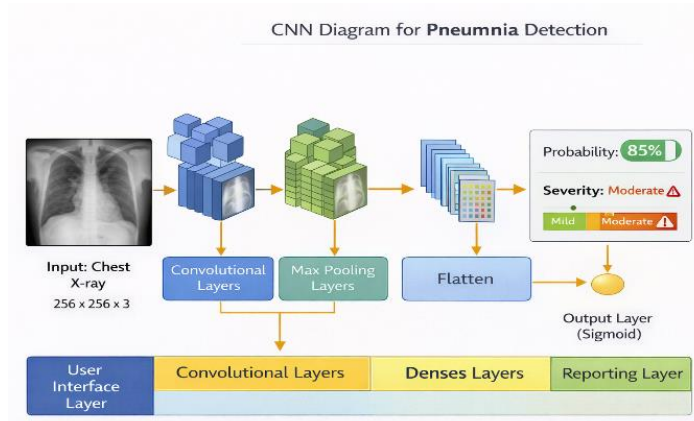 CNN Diagram for Pneumnia Detection
Probability: 85%
Severity: Moderate
Mild Moderate
Input: Chest
X-ray
256 x 256 x 3
Convolutional
Layers
Max Pooling
Layers
Flatten
Output Layer
(Sigmoid)
User
Interface
Layer
Convolutional Layers
Denses Layers
Reporting Layer